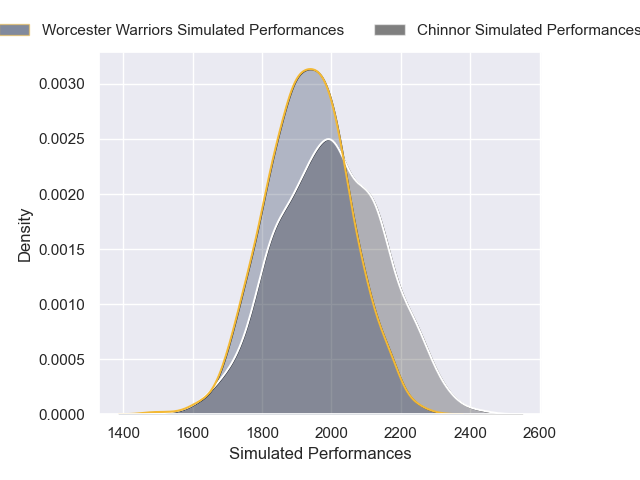 Worcester Warriors Simulated Performances Chinnor Simulated Performances
0.0030
0.0025
0.0020
0.0015
0.0010
0.0005
0.0000
Density
1400 1600 1800 2000 2200 2400 2600
Simulated Performances